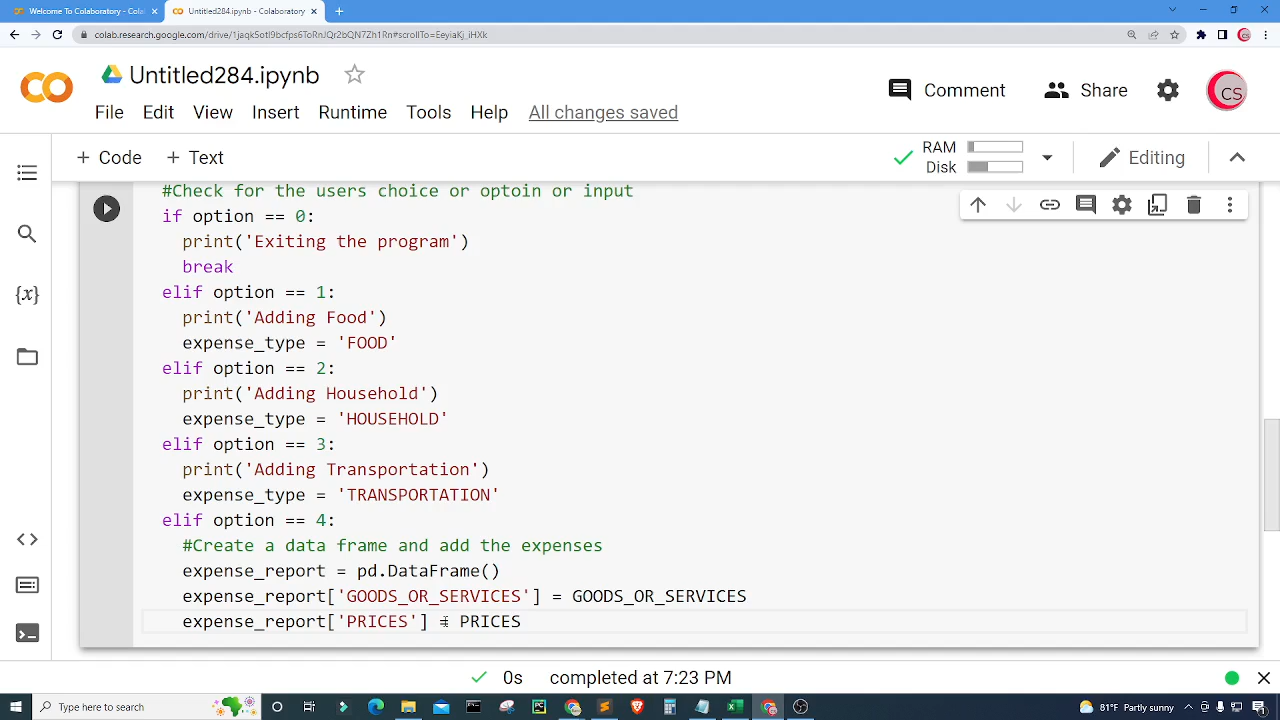 Welcome To Colaboratory - Colal
Untitled284.ipynb - Colaboratory
colab.research.google.com/drive/1jeqk5otI9bcfps6ToRnJQr2bQN7Zh1Rn#scrollTo=EeyiaKj_iHXk
CS
Untitled284.ipynb
Comment
Share
CS
File Edit View Insert Runtime Tools Help All changes saved
+ Code + Text
RAM
Disk
Editing
#Check for the users choice or optoin or input
if option == 0:
print('Exiting the program')
break
elif option == 1:
print('Adding Food')
expense_type = 'FOOD'
elif option == 2:
print('Adding Household')
expense_type = 'HOUSEHOLD'
elif option == 3:
print('Adding Transportation')
expense_type = 'TRANSPORTATION'
elif option == 4:
#Create a data frame and add the expenses
expense_report = pd.DataFrame()
expense_report['GOODS_OR_SERVICES'] = GOODS_OR_SERVICES
expense_report['PRICES'] = PRICES
{x}
0s completed at 7:23 PM
Type here to search
81°F Partly sunny